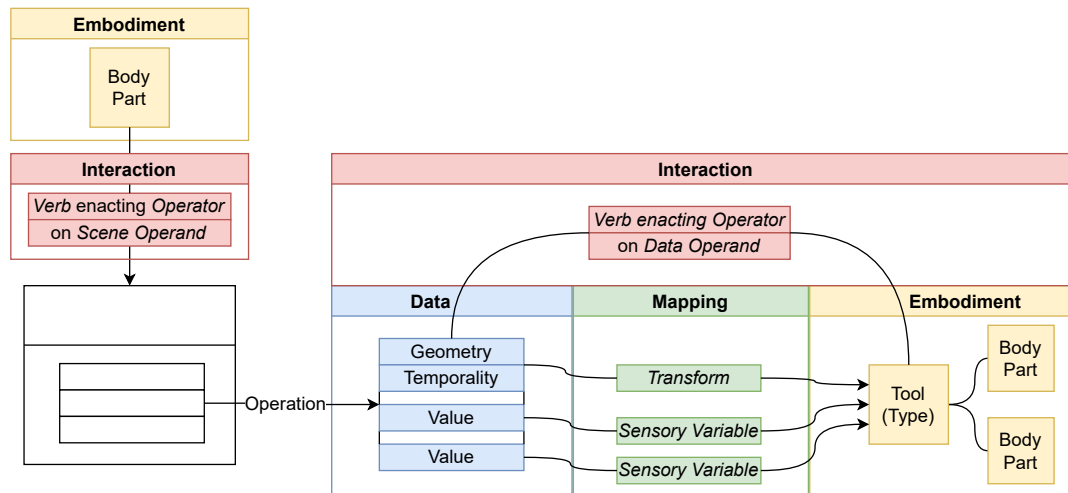 Embodiment
Body
Part
Interaction
Verb enacting Operator
on Scene Operand
Operation
Interaction
Verb enacting Operator
on Data Operand
Data
Mapping
Embodiment
Geometry
Temporality
Value
Value
Transform
Sensory Variable
Sensory Variable
Tool
(Type)
Body
Part
Body
Part